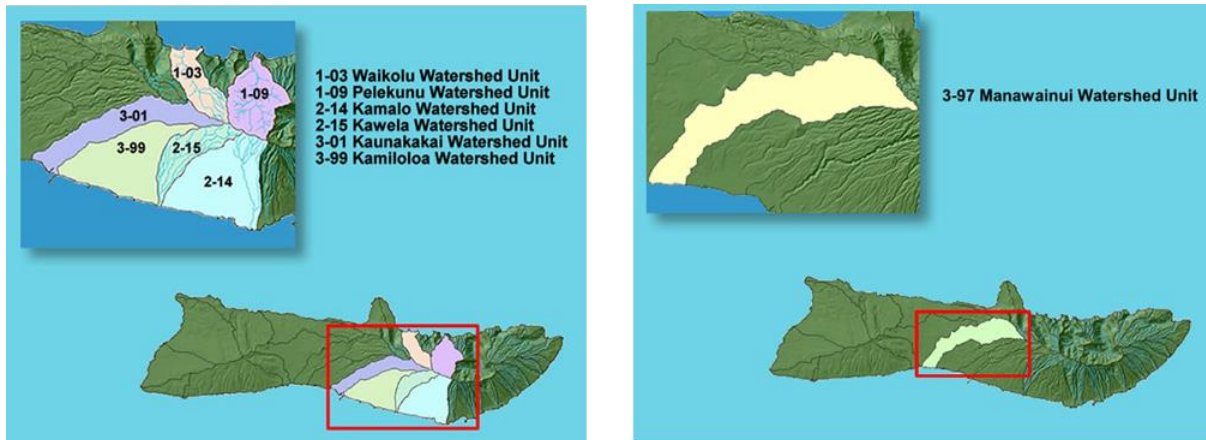 1-03
1-09
3-01
3-99
2-15
2-14
1-03 Waikolu Watershed Unit
1-09 Pelekunu Watershed Unit
2-14 Kamalo Watershed Unit
2-15 Kawela Watershed Unit
3-01 Kaunakakai Watershed Unit
3-99 Kamiloloa Watershed Unit
3-97 Manawainui Watershed Unit